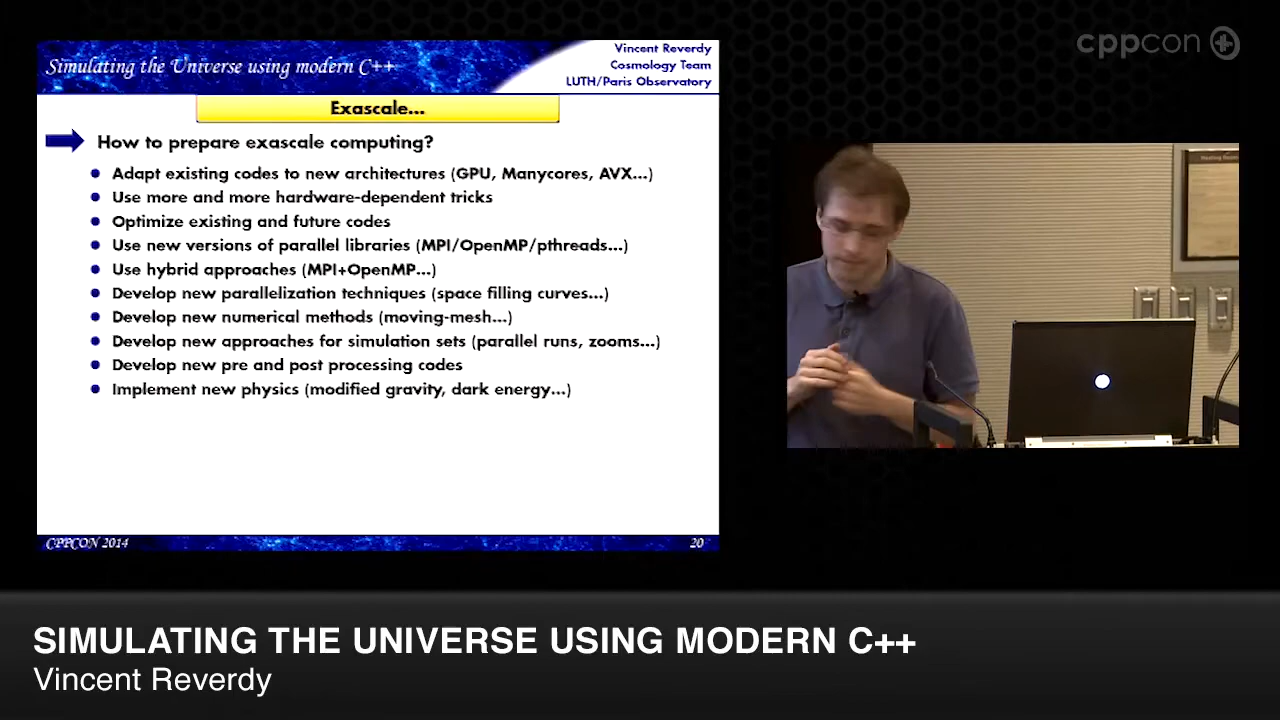 cppcon
Simulating the Universe using modern C++
Vincent Reverdy
Cosmology Team
LUTH/Paris Observatory
Exascale...
How to prepare exascale computing?
Adapt existing codes to new architectures (GPU, Manycores, AVX...)
Use more and more hardware-dependent tricks
Optimize existing and future codes
Use new versions of parallel libraries (MPI/OpenMP/pthreads...)
Use hybrid approaches (MPI+OpenMP...)
Develop new parallelization techniques (space filling curves...)
Develop new numerical methods (moving-mesh...)
Develop new approaches for simulation sets (parallel runs, zooms...)
Develop new pre and post processing codes
Implement new physics (modified gravity, dark energy...)
CPPCON 2014
20
SIMULATING THE UNIVERSE USING MODERN C++
Vincent Reverdy